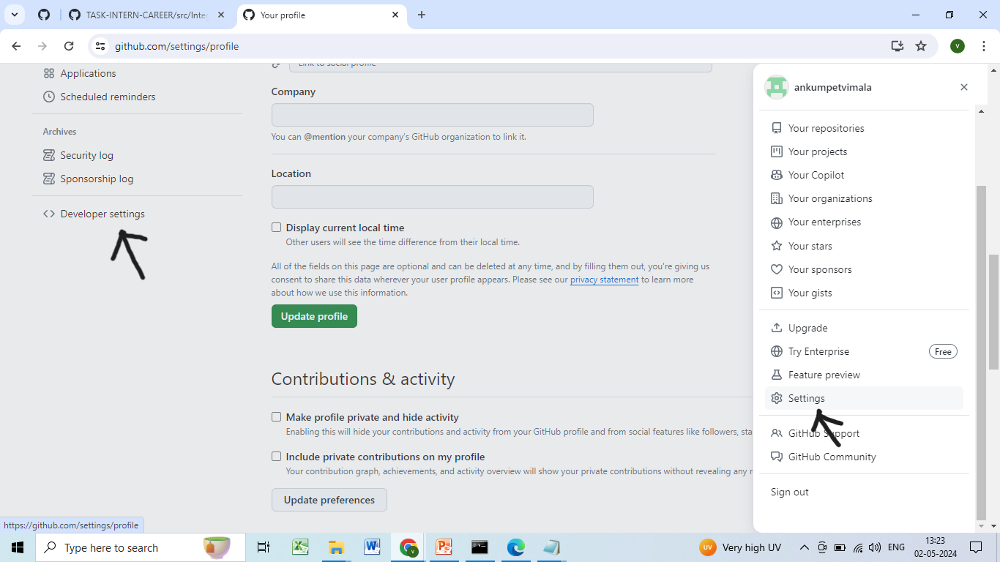 TASK-INTERN-CAREER/src/Integ
Your profile
github.com/settings/profile
V
Applications
Scheduled reminders
Archives
Security log
Sponsorship log
Developer settings
Link to social profile
Company
You can @mention your company's GitHub organization to link it.
Location
Display current local time
Other users will see the time difference from their local time.
All of the fields on this page are optional and can be deleted at any time, and by filling them out, you're giving us
consent to share this data wherever your user profile appears. Please see our privacy statement to learn more
about how we use this information.
Update profile
Contributions & activity
Make profile private and hide activity
Enabling this will hide your contributions and activity from your GitHub profile and from social features like followers, sta
Include private contributions on my profile
Your contribution graph, achievements, and activity overview will show your private contributions without revealing any r
Update preferences
ankumpetvimala
Your repositories
Your projects
Your Copilot
Your organizations
Your enterprises
Your stars
Your sponsors
Your gists
Upgrade
Try Enterprise
Free
Feature preview
Settings
GitHub Support
GitHub Community
Sign out
https://github.com/settings/profile
Type here to search
UV
Very high UV
ENG
13:23
02-05-2024